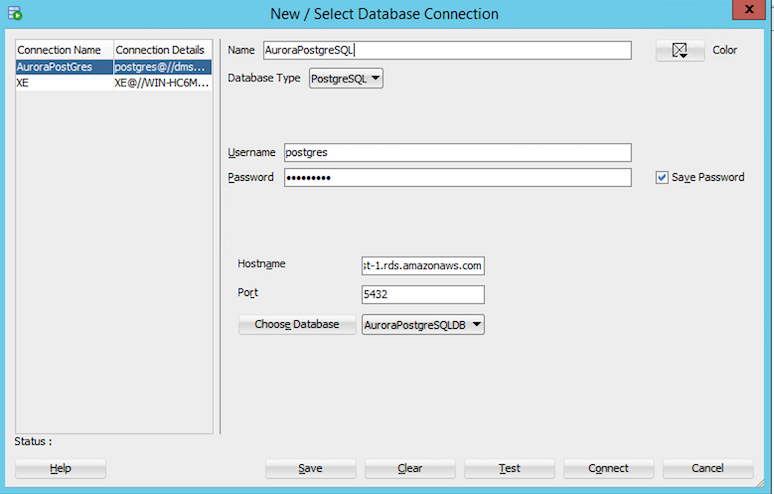 New / Select Database Connection
Connection Name Connection Details
AuroraPostGres postgres@//dms...
XE XE@//WIN-HC6M...
Name AuroraPostgreSQL Color
Database Type PostgreSQL
Username postgres
Password ••••••••• Save Password
Hostname st-1.rds.amazonaws.com
Port 5432
Choose Database AuroraPostgreSQLDB
Status :
Help Save Clear Test Connect Cancel